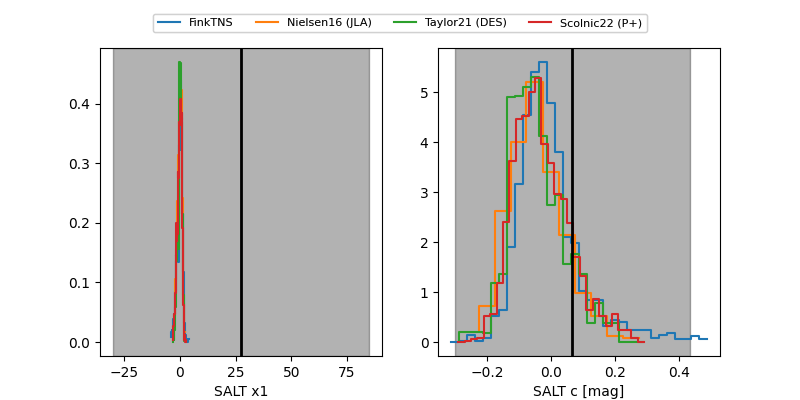 FinkTNS Nielsen16 (JLA) Taylor21 (DES) Scolnic22 (P+)
0.4
0.3
0.2
0.1
0.0
−25 0 25 50 75
SALT x1
5
4
3
2
1
0
−0.2 0.0 0.2 0.4
SALT c [mag]